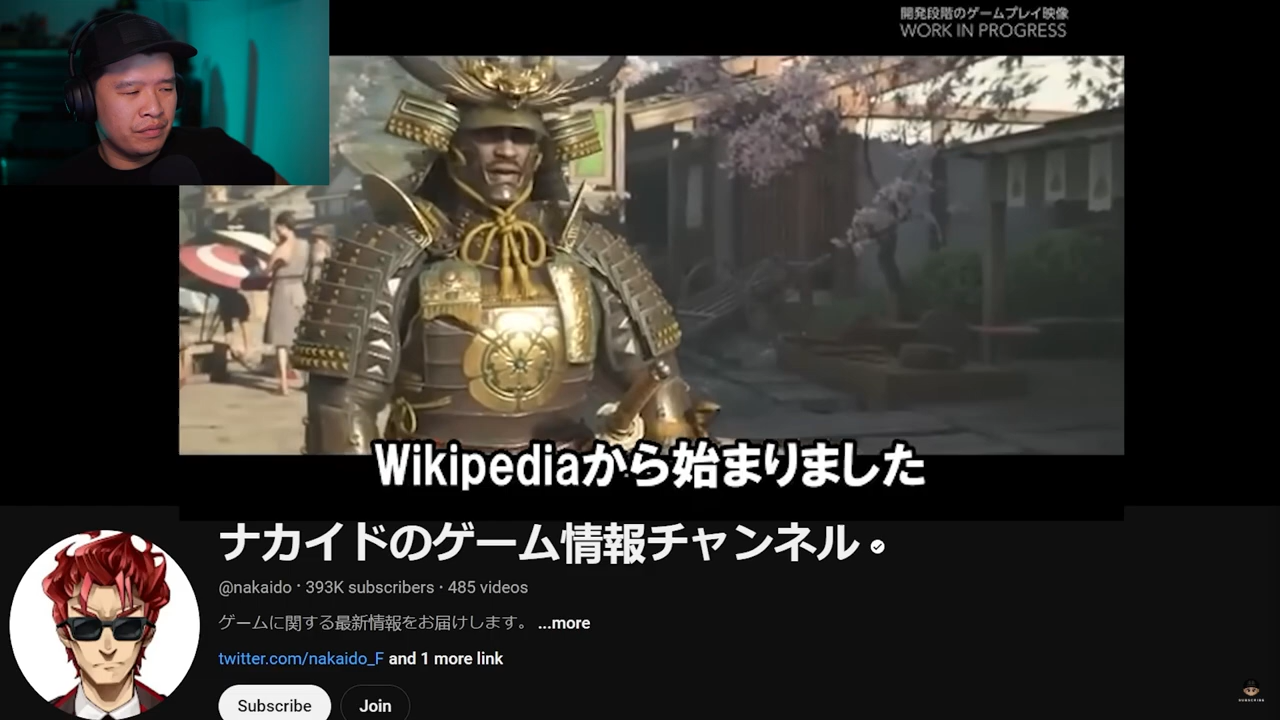 開発段階のゲームプレイ映像
WORK IN PROGRESS
Wikipediaから始まりました
ナカイドのゲーム情報チャンネル
@nakaido · 393K subscribers · 485 videos
ゲームに関する最新情報をお届けします。 ...more
twitter.com/nakaido_F and 1 more link
Subscribe Join
SUBSCRIBE